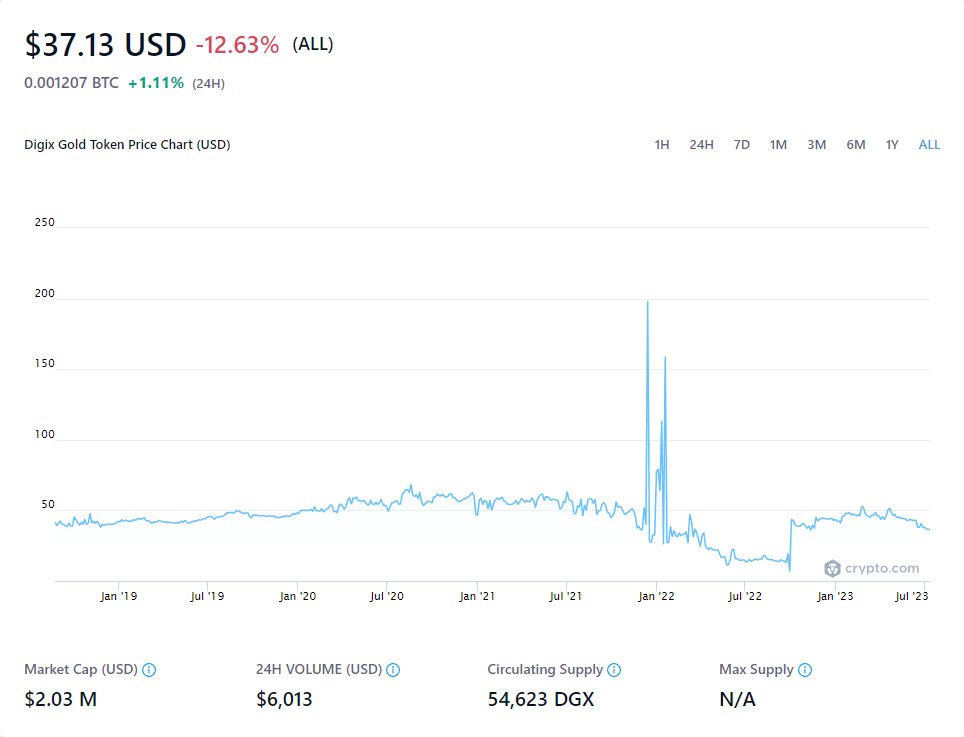 $37.13 USD -12.63% (ALL)
0.001207 BTC +1.11% (24H)
Digix Gold Token Price Chart (USD) 1H 24H 7D 1M 3M 6M 1Y ALL
250
200
150
100
50
crypto.com
Jan '19 Jul '19 Jan '20 Jul '20 Jan '21 Jul '21 Jan '22 Jul '22 Jan '23 Jul '23
Market Cap (USD) 24H VOLUME (USD) Circulating Supply Max Supply
$2.03 M $6,013 54,623 DGX N/A